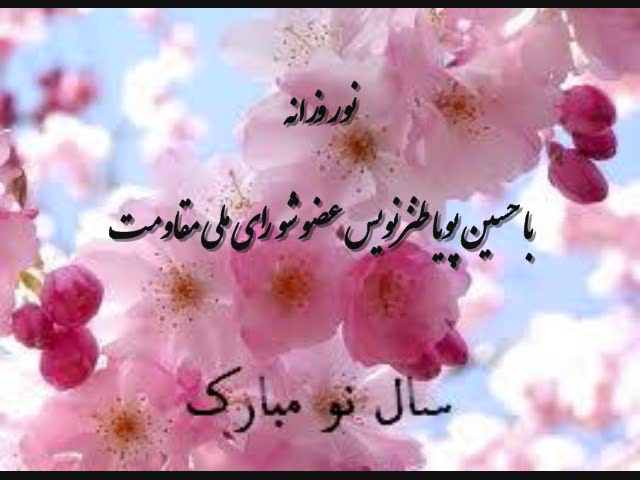 نوروزانه
با حسین پویا طنزنویس عضو شورای ملی مقاومت
سال نو مبارک